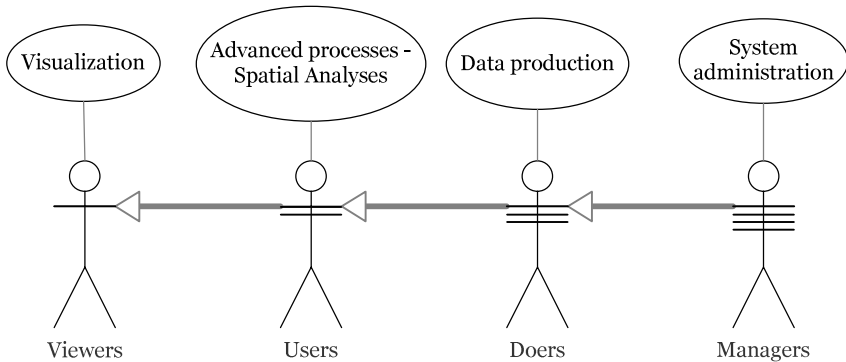 Visualization
Advanced processes -
Spatial Analyses
Data production
System
administration
Viewers
Users
Doers
Managers